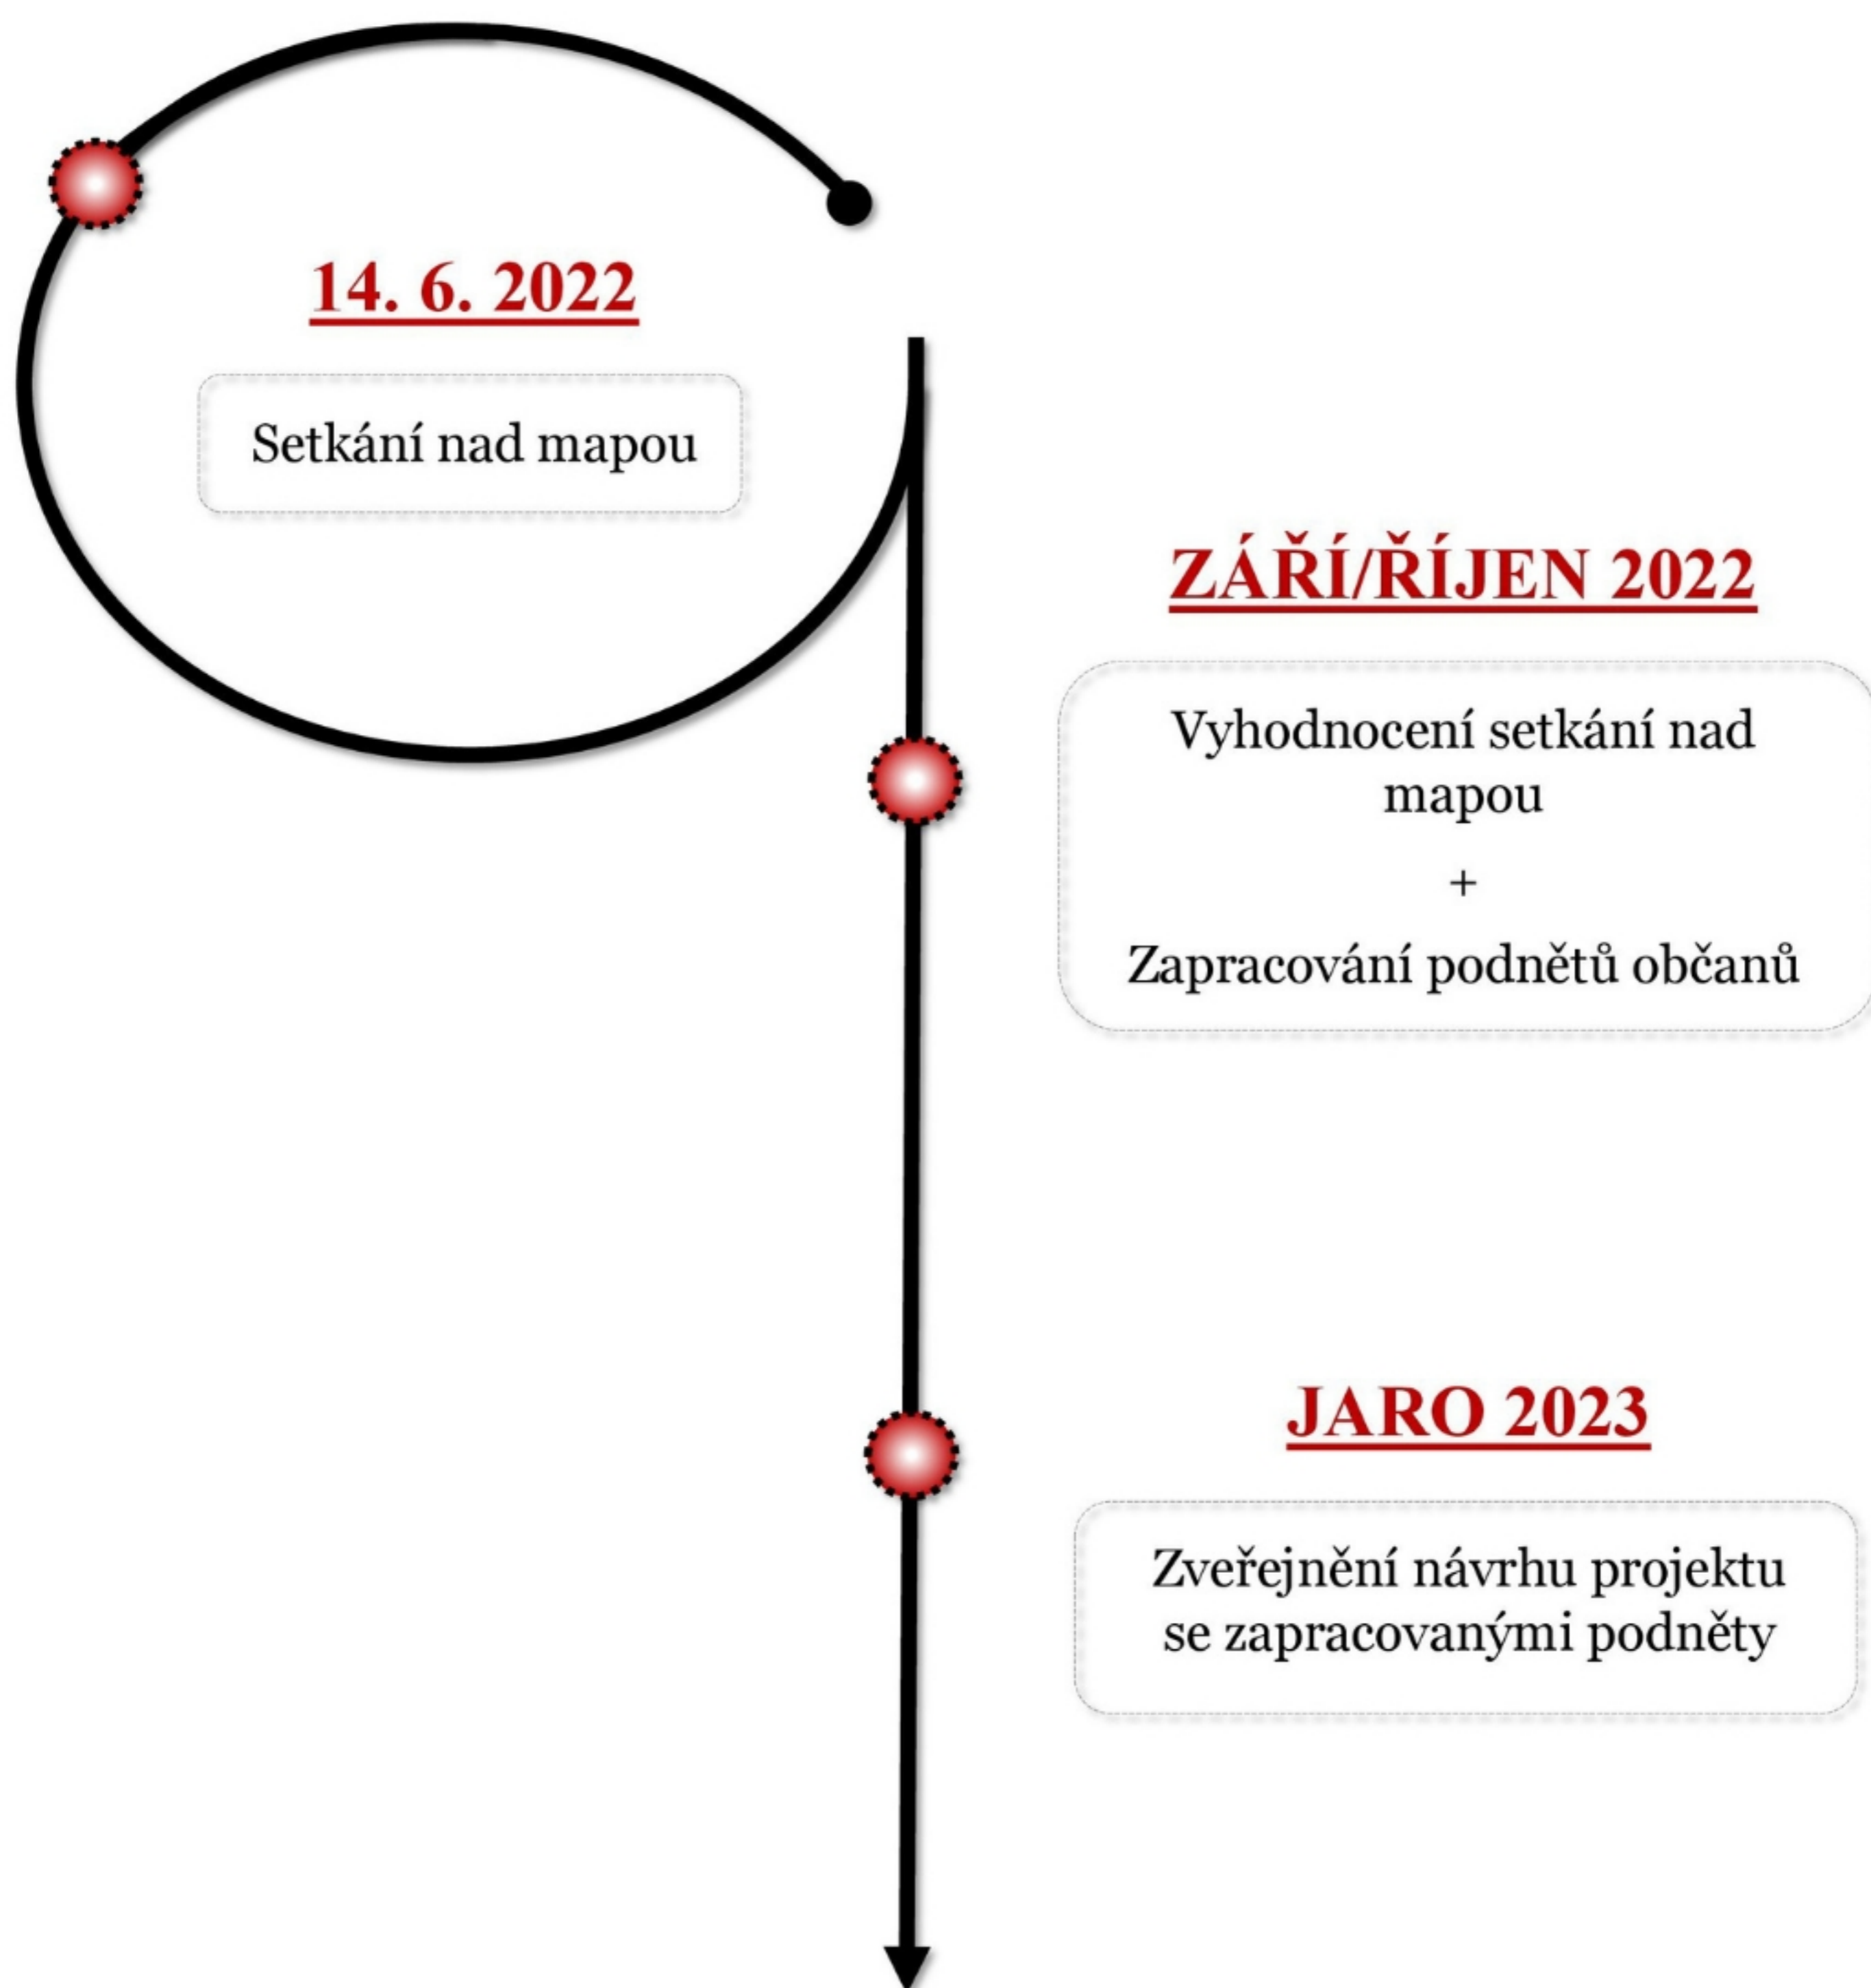 14. 6. 2022
Setkání nad mapou
ZÁŘÍ/ŘÍJEN 2022
Vyhodnocení setkání nad
mapou
+
Zapracování podnětů občanů
JARO 2023
Zveřejnění návrhu projektu
se zapracovanými podněty